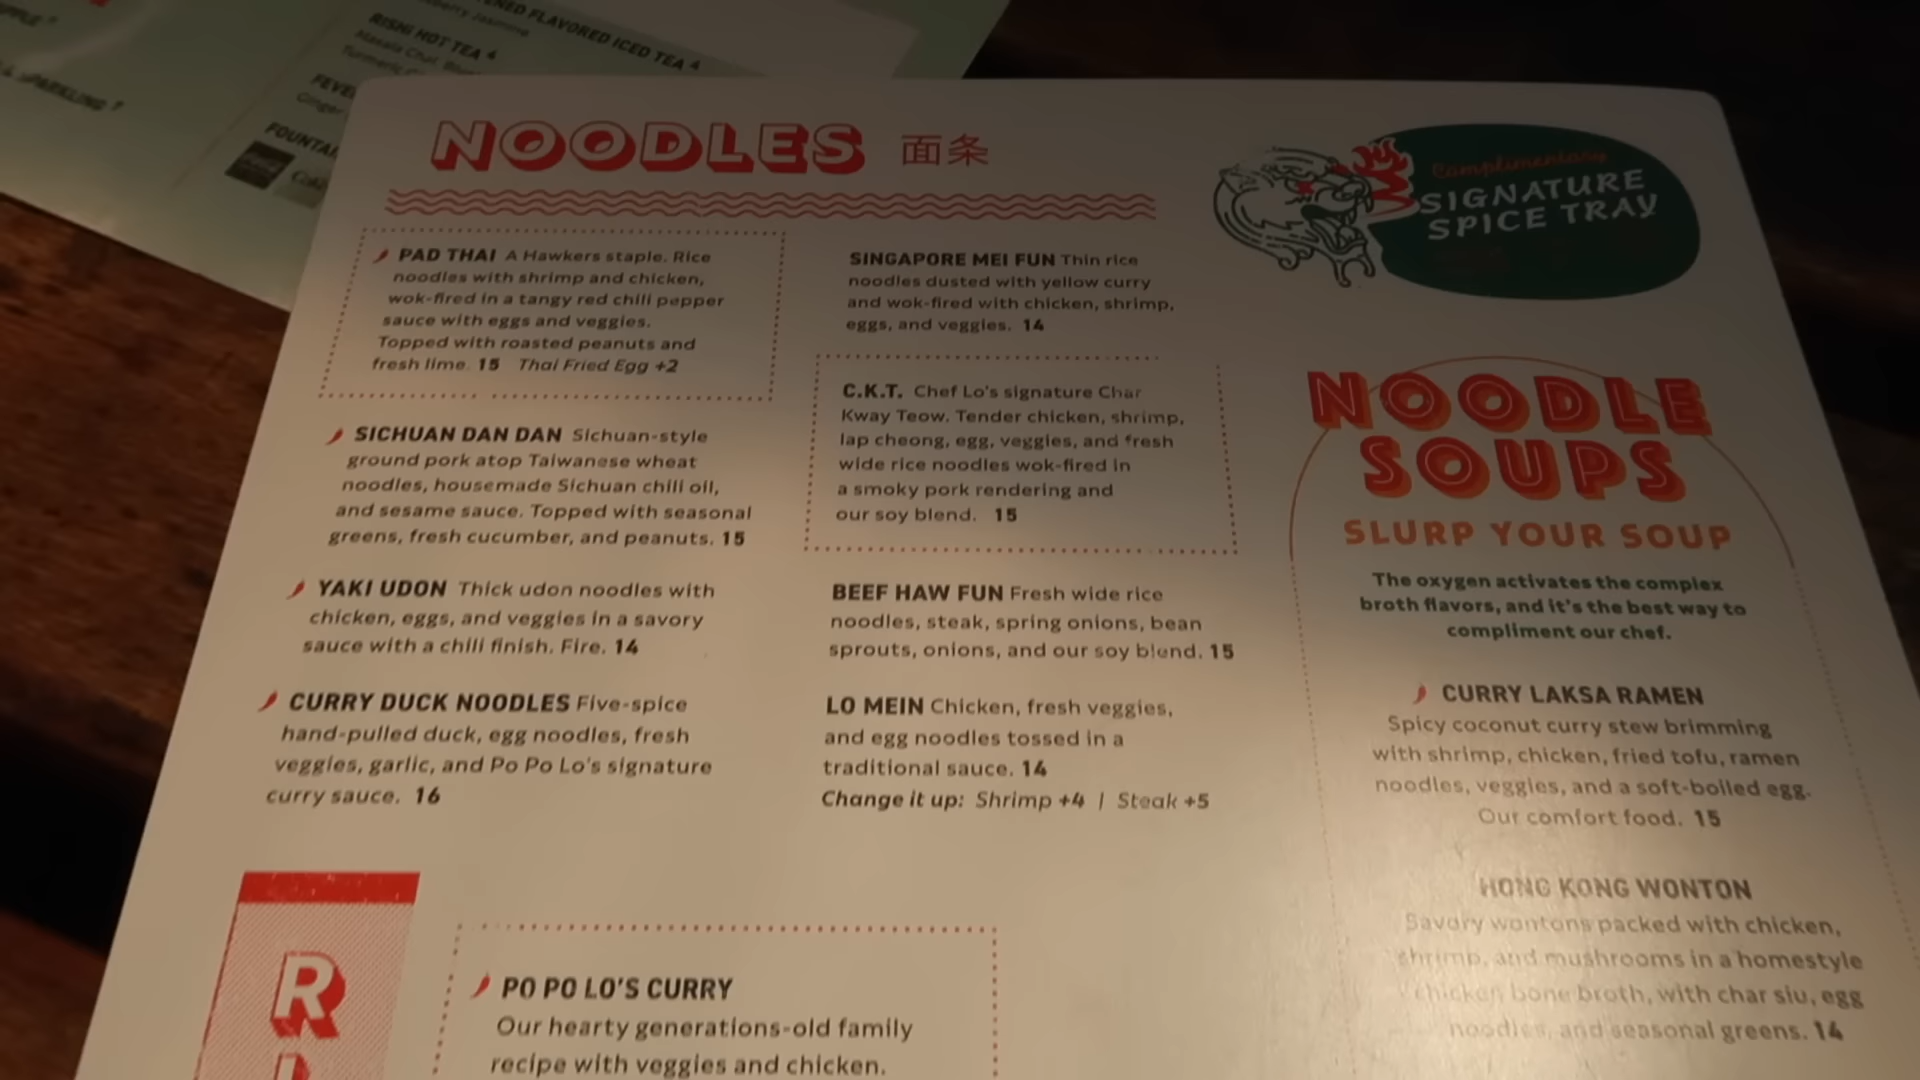 RISHI HOT TEA 4
FLAVORED ICED TEA 4
NOODLES 面条
PAD THAI A Hawkers staple. Rice
noodles with shrimp and chicken,
wok-fired in a tangy red chili pepper
sauce with eggs and veggies.
Topped with roasted peanuts and
fresh lime. 15 Thai Fried Egg +2
SICHUAN DAN DAN Sichuan-style
ground pork atop Taiwanese wheat
noodles, housemade Sichuan chili oil,
and sesame sauce. Topped with seasonal
greens, fresh cucumber, and peanuts. 15
YAKI UDON Thick udon noodles with
chicken, eggs, and veggies in a savory
sauce with a chili finish. Fire. 14
CURRY DUCK NOODLES Five-spice
hand-pulled duck, egg noodles, fresh
veggies, garlic, and Po Po Lo's signature
curry sauce. 16
SINGAPORE MEI FUN Thin rice
noodles dusted with yellow curry
and wok-fired with chicken, shrimp,
eggs, and veggies. 14
C.K.T. Chef Lo's signature Char
Kway Teow. Tender chicken, shrimp,
lap cheong, egg, veggies, and fresh
wide rice noodles wok-fired in
a smoky pork rendering and
our soy blend. 15
BEEF HAW FUN Fresh wide rice
noodles, steak, spring onions, bean
sprouts, onions, and our soy blend. 15
LO MEIN Chicken, fresh veggies,
and egg noodles tossed in a
traditional sauce. 14
Change it up: Shrimp +4 | Steak +5
Complimentary
SIGNATURE
SPICE TRAY
NOODLE
SOUPS
SLURP YOUR SOUP
The oxygen activates the complex
broth flavors, and it's the best way to
compliment our chef.
CURRY LAKSA RAMEN
Spicy coconut curry stew brimming
with shrimp, chicken, fried tofu, ramen
noodles, veggies, and a soft-boiled egg.
Our comfort food. 15
HONG KONG WONTON
Savory wontons packed with chicken,
shrimp, and mushrooms in a homestyle
chicken bone broth, with char siu, egg
noodles, and seasonal greens. 14
R
PO PO LO'S CURRY
Our hearty generations-old family
recipe with veggies and chicken.